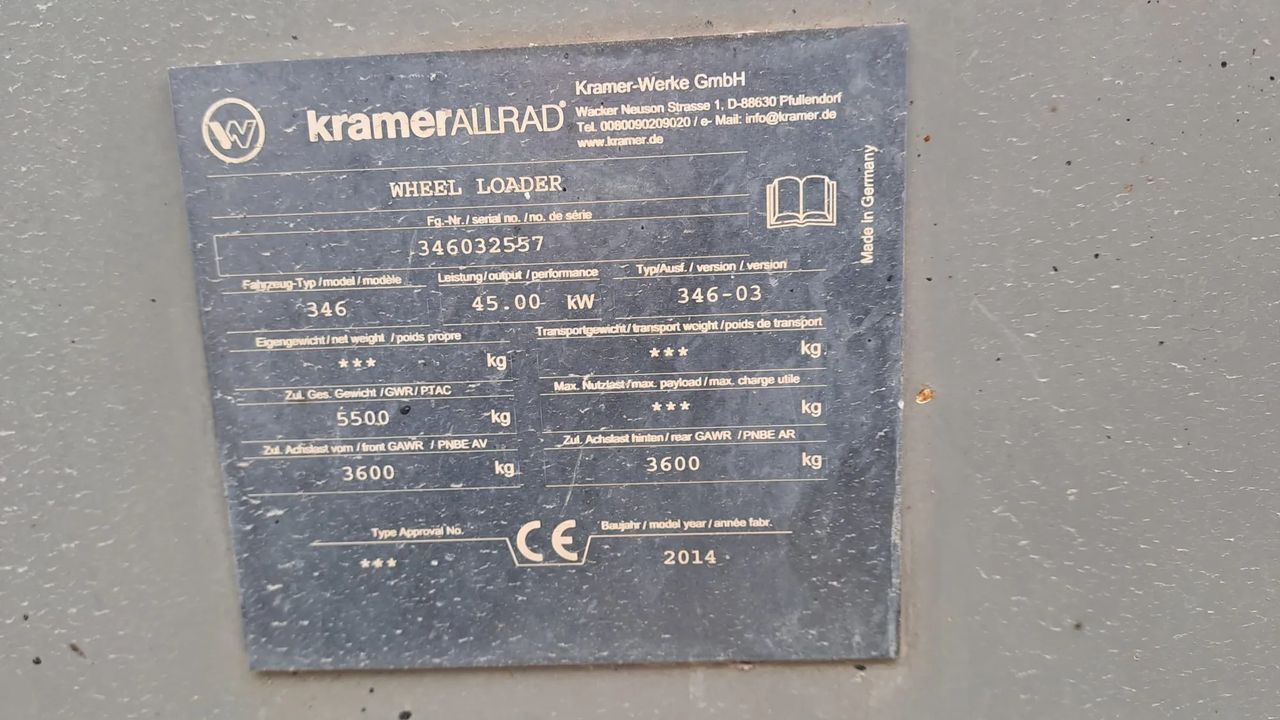 kramerALLRAD®
Kramer-Werke GmbH
Wacker Neuson Strasse 1, D-88630 Pfullendorf
Tel. 0080090209020 / e- Mail: info@kramer.de
www.kramer.de
WHEEL LOADER
Made in Germany
Fg.-Nr./ serial no. / no. de série
346032557
Fahrzeug-Typ / model / modèle
346
Leistung / output / performance
45.00 kW
Typ/Ausf. / version / version
346-03
Eigengewicht / net weight / poids propre
*** kg
Transportgewicht/ transport weight / poids de transport
*** kg
Zul. Ges. Gewicht / GWR / PTAC
5500 kg
Max. Nutzlast / max. payload / max. charge utile
*** kg
Zul. Achslast vorn / front GAWR / PNBE AV
3600 kg
Zul. Achslast hinten / rear GAWR / PNBE AR
3600 kg
Type Approval No.
***
CE
Baujahr / model year / année fabr.
2014